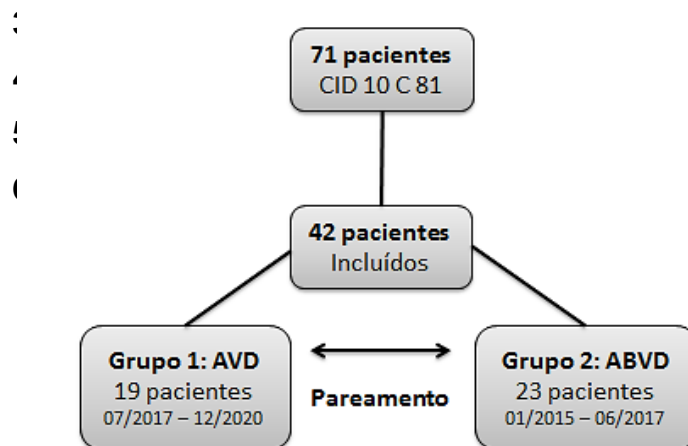 71 pacientes
CID 10 C 81
42 pacientes
Incluídos
Grupo 1: AVD
19 pacientes
07/2017 – 12/2020
Pareamento
Grupo 2: ABVD
23 pacientes
01/2015 – 06/2017